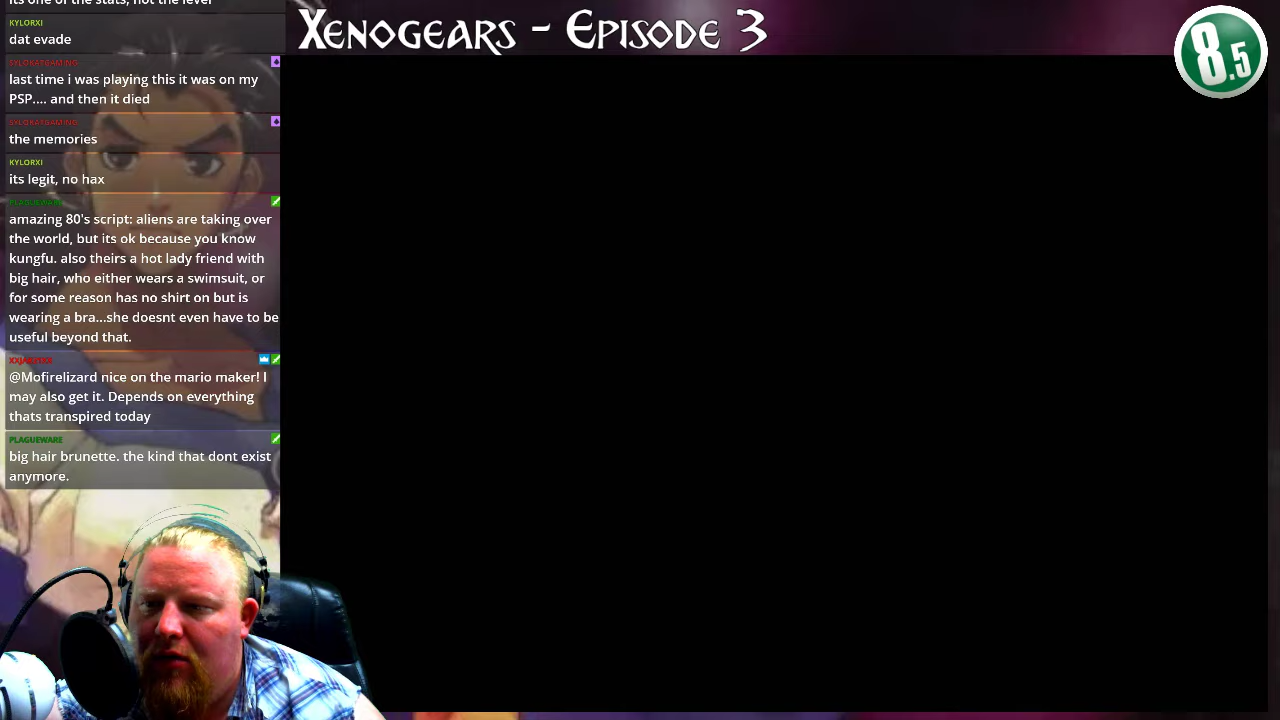 its one of the stats, not the level
Xenogears - Episode 3
8.5
KYLORXI
dat evade
SYLOKATGAMING
last time i was playing this it was on my
PSP.... and then it died
SYLOKATGAMING
the memories
KYLORXI
its legit, no hax
PLAGUEWARE
amazing 80's script: aliens are taking over
the world, but its ok because you know
kungfu. also theirs a hot lady friend with
big hair, who either wears a swimsuit, or
for some reason has no shirt on but is
wearing a bra...she doesnt even have to be
useful beyond that.
@Mofirelizard nice on the mario maker! I
may also get it. Depends on everything
thats transpired today
PLAGUEWARE
big hair brunette. the kind that dont exist
anymore.